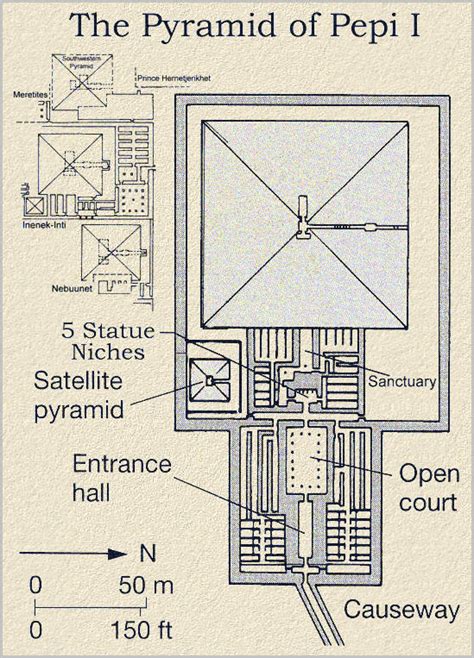 The Pyramid of Pepi I
Southwestern
Pyramid
Prince Hernetjerikhet
Meretites
Inenek-Inti
Nebuunet
5 Statue
Niches
Satellite
pyramid
Sanctuary
Entrance
hall
Open
court
N
0 50 m
0 150 ft
Causeway